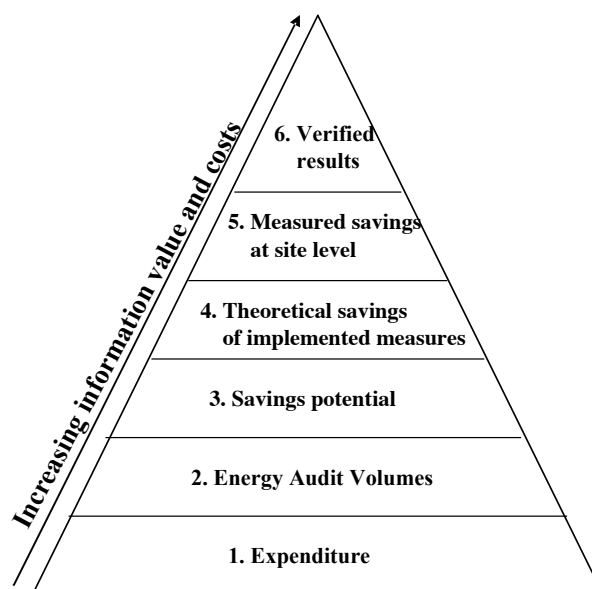 Increasing information value and costs
6. Verified
results
5. Measured savings
at site level
4. Theoretical savings
of implemented measures
3. Savings potential
2. Energy Audit Volumes
1. Expenditure